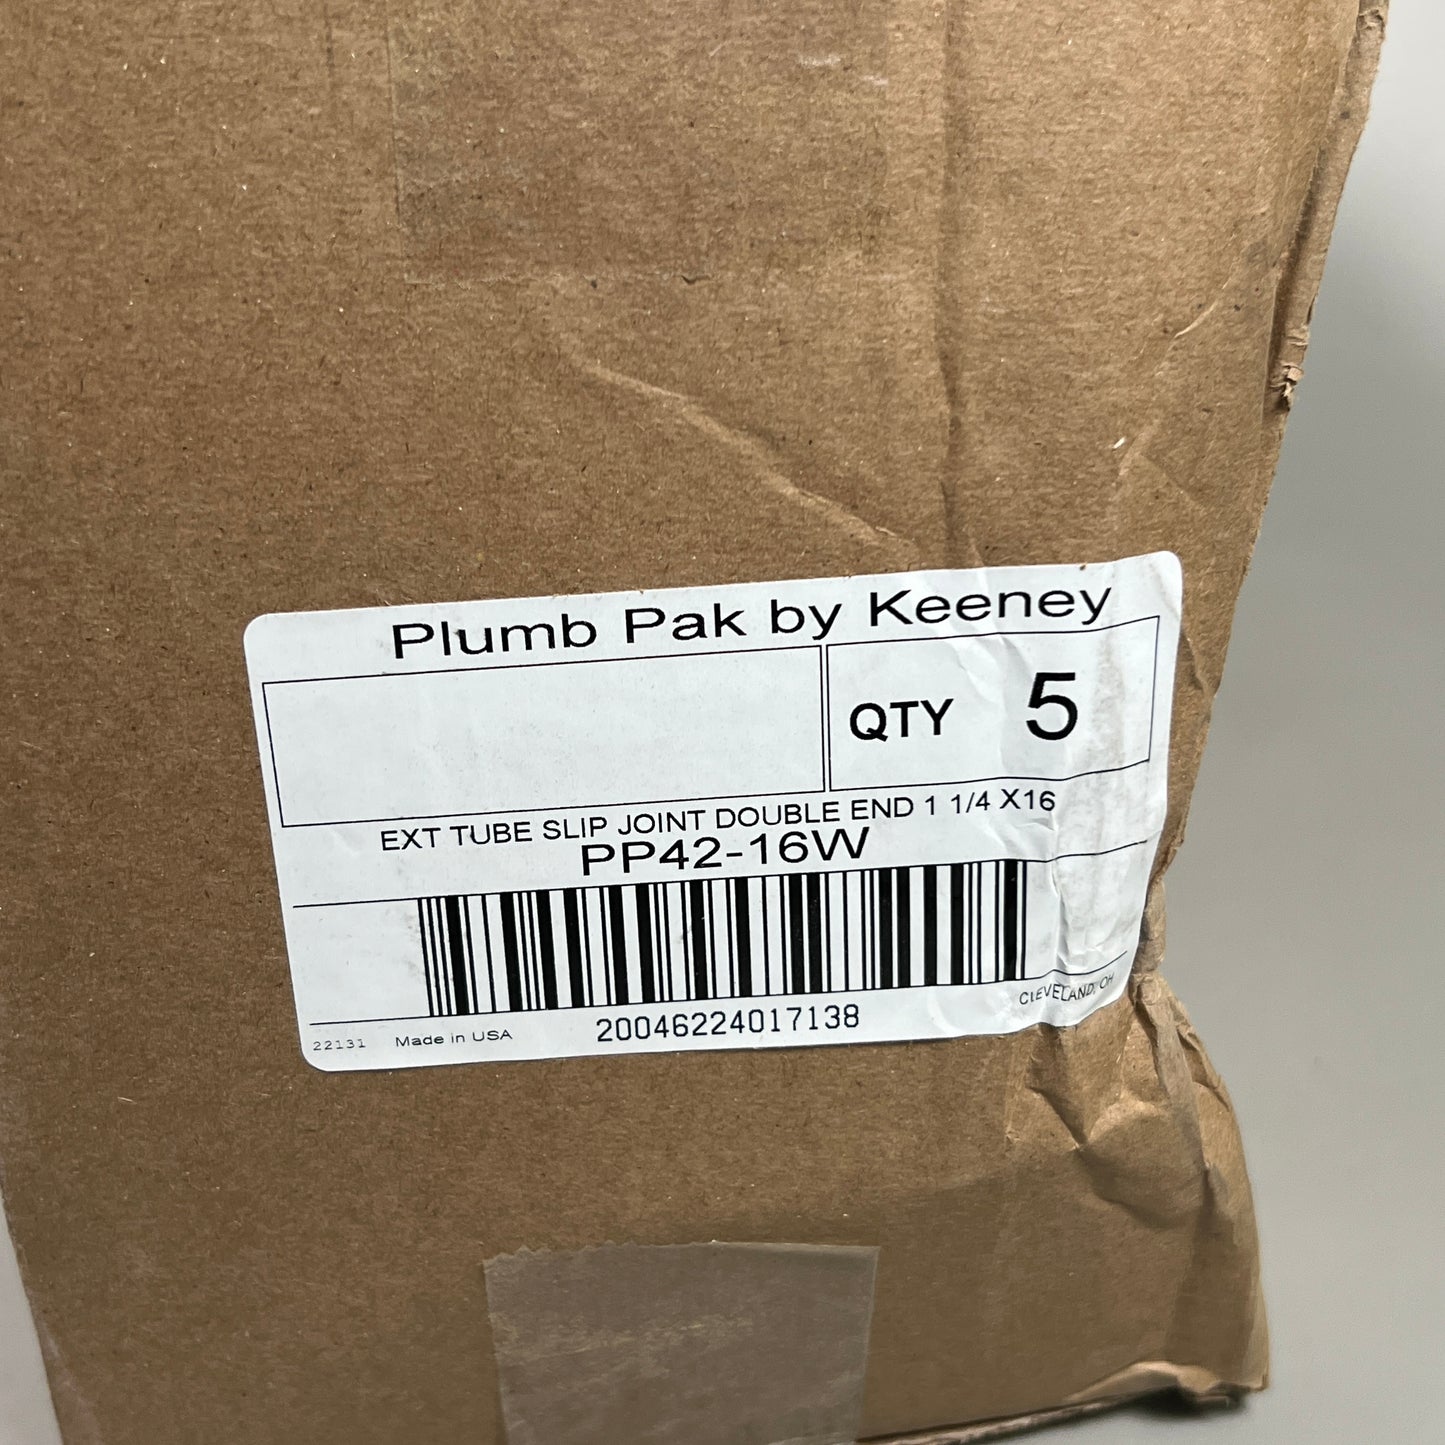 Plumb Pak by Keeney
QTY 5
EXT TUBE SLIP JOINT DOUBLE END 1 1/4 X16
PP42-16W
22131 Made in USA 20046224017138 CLEVELAND, OH